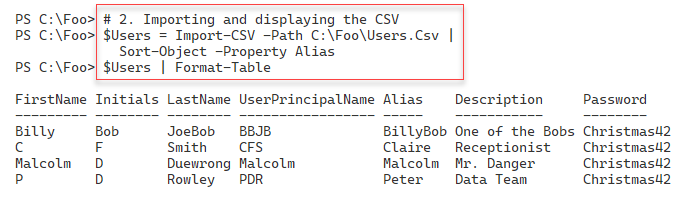 PS C:\Foo> # 2. Importing and displaying the CSV
PS C:\Foo> $Users = Import-CSV -Path C:\Foo\Users.Csv |
Sort-Object -Property Alias
PS C:\Foo> $Users | Format-Table
FirstName Initials LastName UserPrincipalName Alias Description Password
--------- -------- -------- ----------------- ----- ----------- --------
Billy Bob JoeBob BBJB BillyBob One of the Bobs Christmas42
C F Smith CFS Claire Receptionist Christmas42
Malcolm D Duewrong Malcolm Malcolm Mr. Danger Christmas42
P D Rowley PDR Peter Data Team Christmas42